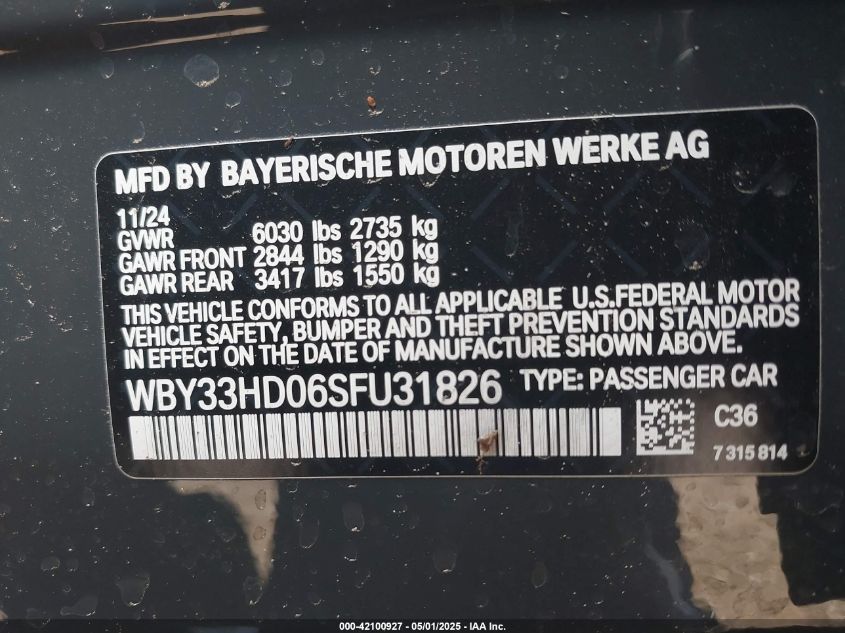 MFD BY BAYERISCHE MOTOREN WERKE AG
11/24
GVWR 6030 lbs 2735 kg
GAWR FRONT 2844 lbs 1290 kg
GAWR REAR 3417 lbs 1550 kg
THIS VEHICLE CONFORMS TO ALL APPLICABLE U.S.FEDERAL MOTOR
VEHICLE SAFETY, BUMPER AND THEFT PREVENTION STANDARDS
IN EFFECT ON THE DATE OF MANUFACTURE SHOWN ABOVE.
WBY33HD06SFU31826 TYPE: PASSENGER CAR
C36
7 315 814
000-42100927 - 05/01/2025 - IAA Inc.